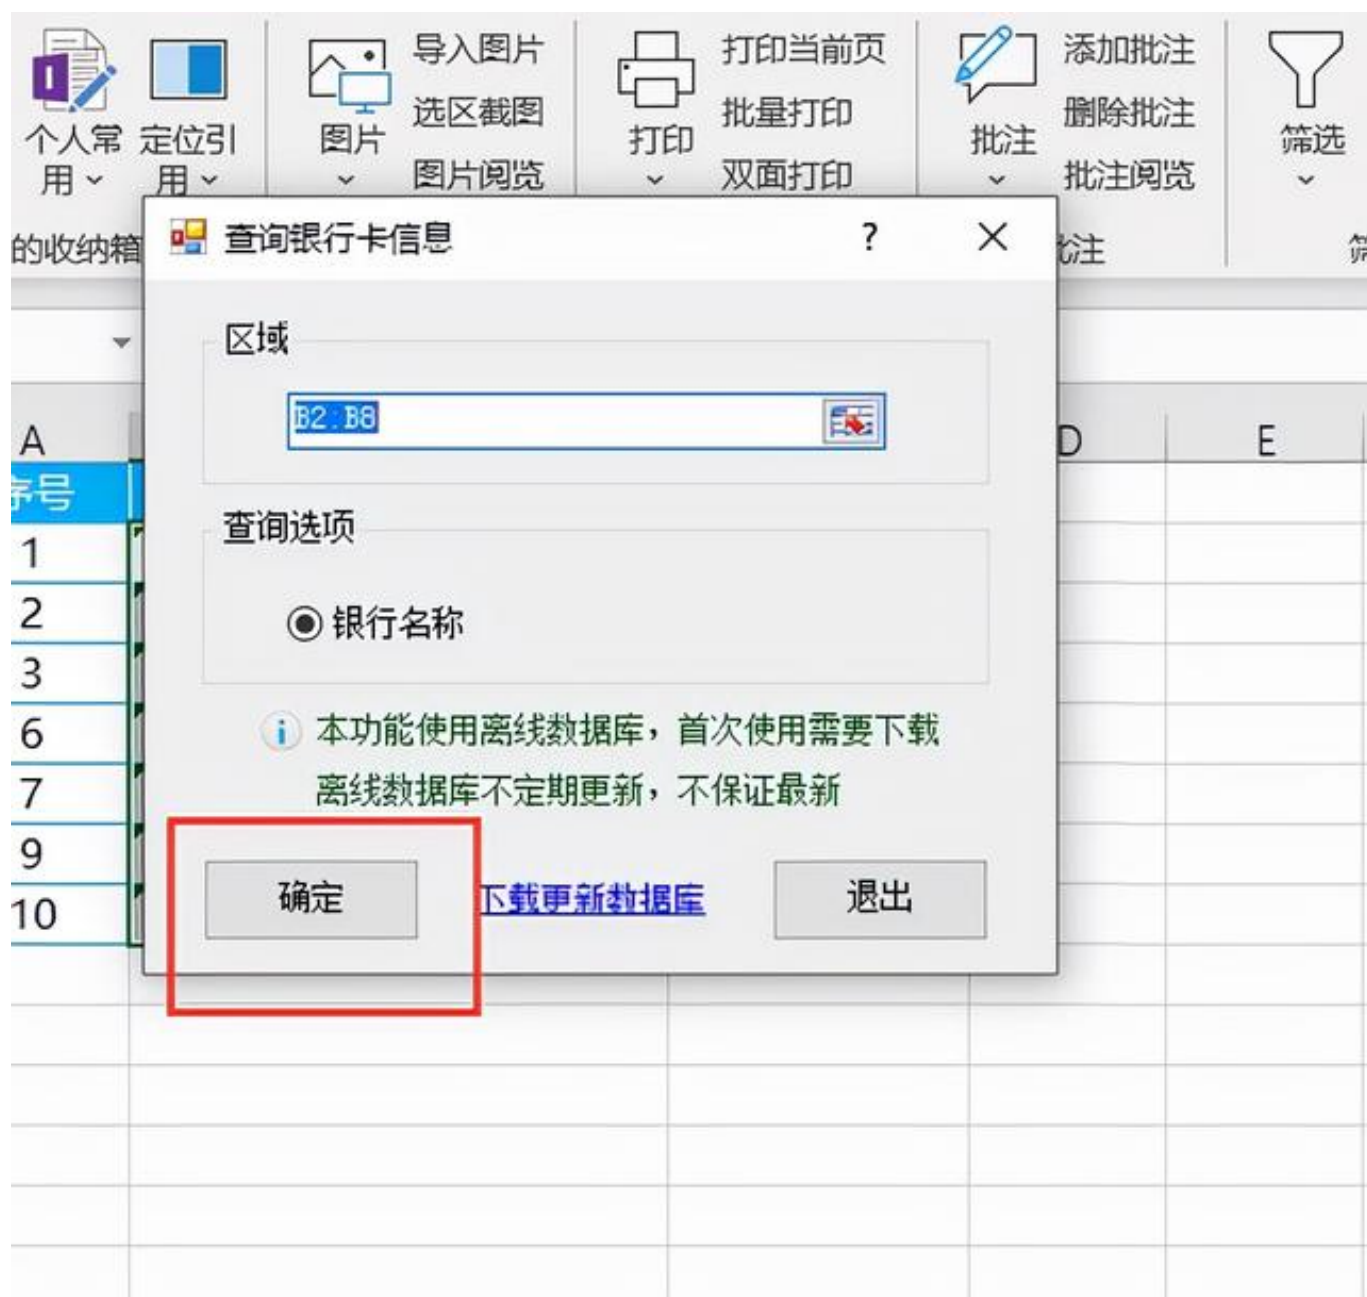 导入图片 打印当前页 添加批注
选区截图 批量打印 删除批注
个人常用 定位引用 图片 打印 批注 筛选
图片阅览 双面打印 批注阅览
的收纳箱 批注
查询银行卡信息 ?
区域
B2:B8
A D E
序号
查询选项
1
银行名称
2
3
本功能使用离线数据库，首次使用需要下载
6
离线数据库不定期更新，不保证最新
7
9
确定 下载更新数据库 退出
10